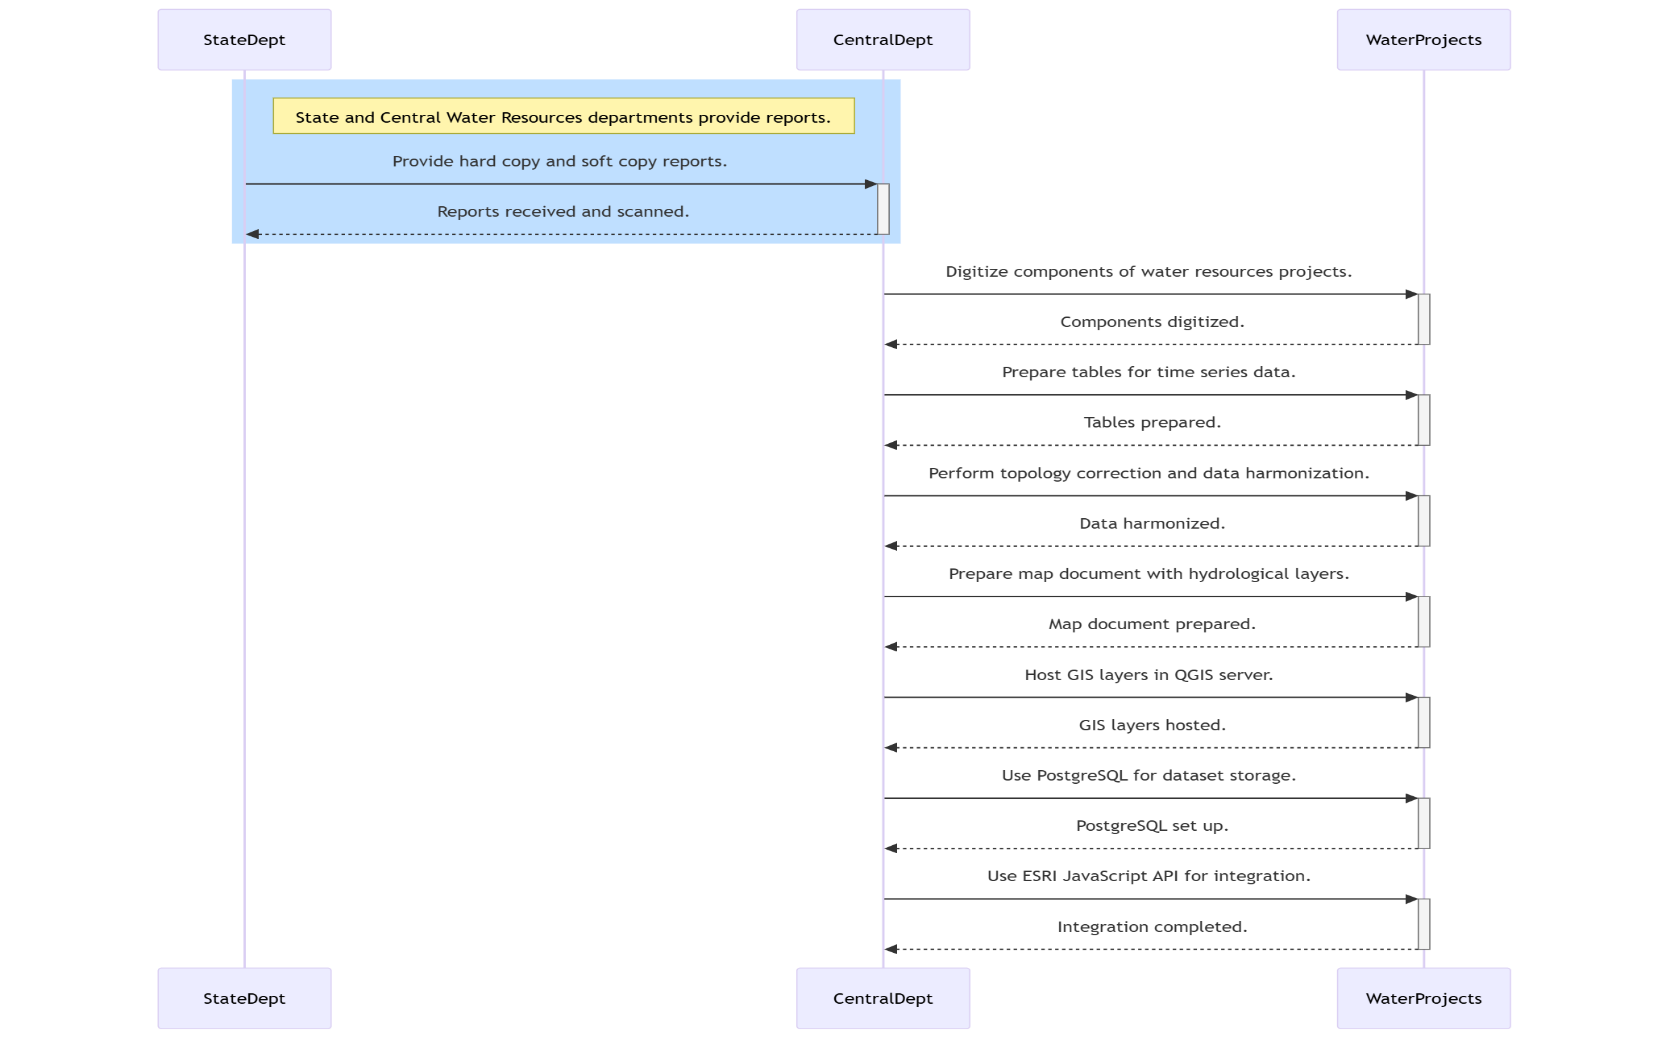 StateDept
CentralDept
WaterProjects
State and Central Water Resources departments provide reports.
Provide hard copy and soft copy reports.
Reports received and scanned.
Digitize components of water resources projects.
Components digitized.
Prepare tables for time series data.
Tables prepared.
Perform topology correction and data harmonization.
Data harmonized.
Prepare map document with hydrological layers.
Map document prepared.
Host GIS layers in QGIS server.
GIS layers hosted.
Use PostgreSQL for dataset storage.
PostgreSQL set up.
Use ESRI JavaScript API for integration.
Integration completed.
StateDept
CentralDept
WaterProjects